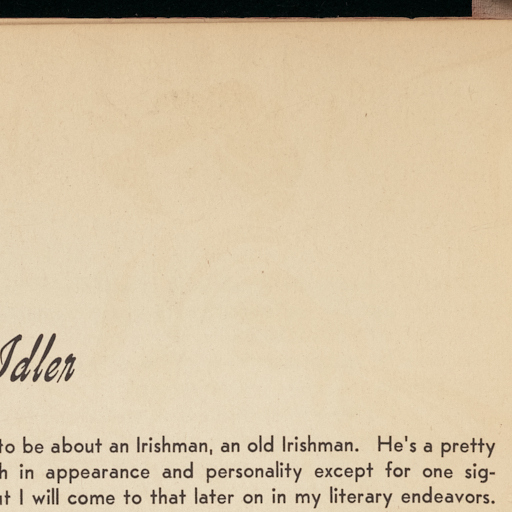 Idler
to be about an Irishman, an old Irishman. He's a pretty
in appearance and personality except for one sig-
I will come to that later on in my literary endeavors.